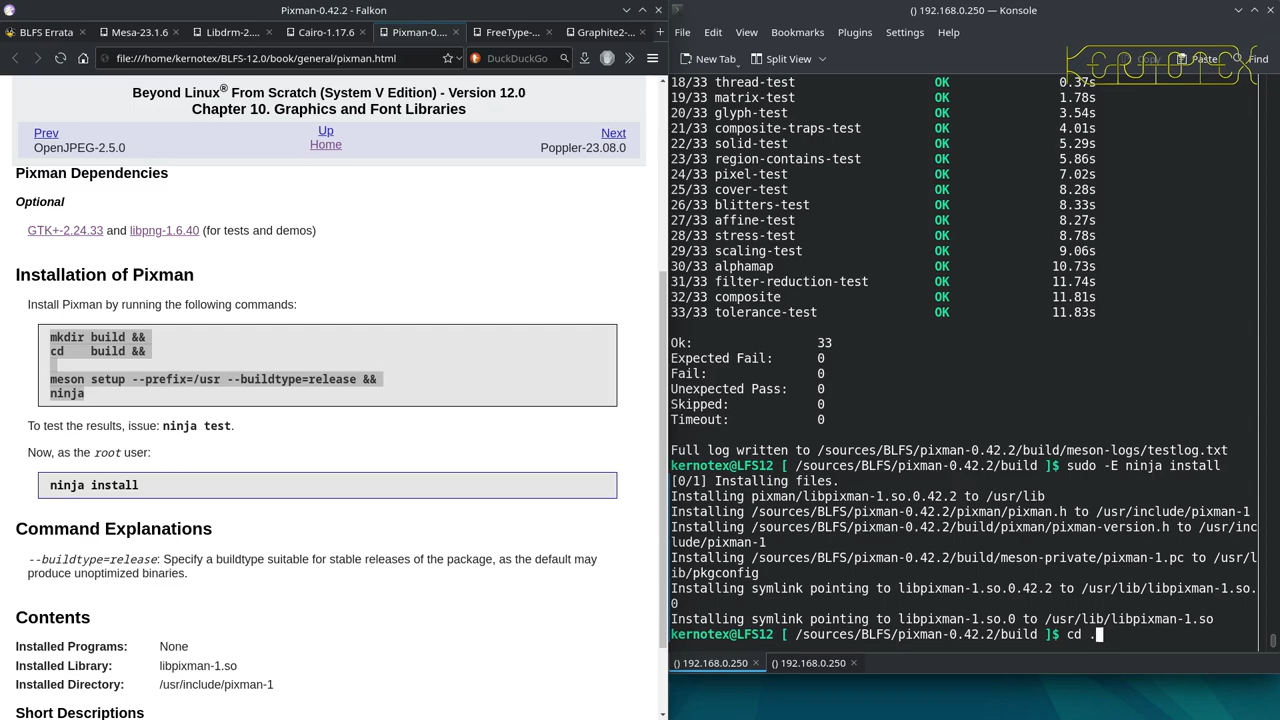 Pixman-0.42.2 - Falkon
BLFS Errata
Mesa-23.1.6
Libdrm-2....
Cairo-1.17.6
Pixman-0....
FreeType-...
Graphite2-...
file:///home/kernotex/BLFS-12.0/book/general/pixman.html
DuckDuckGo
Beyond Linux® From Scratch (System V Edition) - Version 12.0
Chapter 10. Graphics and Font Libraries
Prev Up Next
OpenJPEG-2.5.0 Home Poppler-23.08.0
Pixman Dependencies
Optional
GTK+-2.24.33 and libpng-1.6.40 (for tests and demos)
Installation of Pixman
Install Pixman by running the following commands:
mkdir build &&
cd    build &&
meson setup --prefix=/usr --buildtype=release &&
ninja
To test the results, issue: ninja test.
Now, as the root user:
ninja install
Command Explanations
--buildtype=release: Specify a buildtype suitable for stable releases of the package, as the default may
produce unoptimized binaries.
Contents
Installed Programs: None
Installed Library: libpixman-1.so
Installed Directory: /usr/include/pixman-1
Short Descriptions
() 192.168.0.250 — Konsole
File Edit View Bookmarks Plugins Settings Help
New Tab Split View Copy Paste Find
KERNOTEX
18/33 thread-test OK 0.37s
19/33 matrix-test OK 1.78s
20/33 glyph-test OK 3.54s
21/33 composite-traps-test OK 4.01s
22/33 solid-test OK 5.29s
23/33 region-contains-test OK 5.86s
24/33 pixel-test OK 7.02s
25/33 cover-test OK 8.28s
26/33 blitters-test OK 8.33s
27/33 affine-test OK 8.27s
28/33 stress-test OK 8.78s
29/33 scaling-test OK 9.06s
30/33 alphamap OK 10.73s
31/33 filter-reduction-test OK 11.74s
32/33 composite OK 11.81s
33/33 tolerance-test OK 11.83s
Ok: 33
Expected Fail: 0
Fail: 0
Unexpected Pass: 0
Skipped: 0
Timeout: 0
Full log written to /sources/BLFS/pixman-0.42.2/build/meson-logs/testlog.txt
kernotex@LFS12 [ /sources/BLFS/pixman-0.42.2/build ]$ sudo -E ninja install
[0/1] Installing files.
Installing pixman/libpixman-1.so.0.42.2 to /usr/lib
Installing /sources/BLFS/pixman-0.42.2/pixman/pixman.h to /usr/include/pixman-1
Installing /sources/BLFS/pixman-0.42.2/build/pixman/pixman-version.h to /usr/inc
lude/pixman-1
Installing /sources/BLFS/pixman-0.42.2/build/meson-private/pixman-1.pc to /usr/l
ib/pkgconfig
Installing symlink pointing to libpixman-1.so.0.42.2 to /usr/lib/libpixman-1.so.
0
Installing symlink pointing to libpixman-1.so.0 to /usr/lib/libpixman-1.so
kernotex@LFS12 [ /sources/BLFS/pixman-0.42.2/build ]$ cd .
() 192.168.0.250
() 192.168.0.250